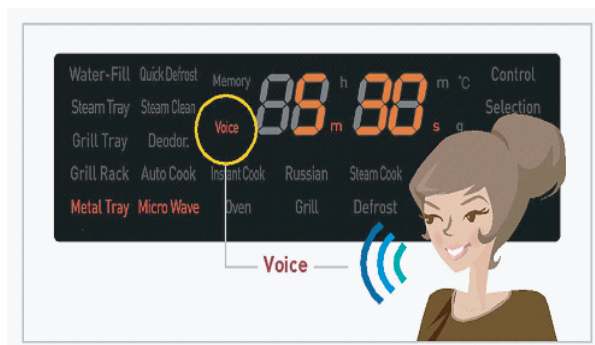 Water-Fill Quick Defrost Memory 5 h 30 m °C Control
Steam Tray Steam Clean Voice m s g Selection
Grill Tray Deodor.
Grill Rack Auto Cook Instant Cook Russian Steam Cook
Metal Tray Micro Wave Oven Grill Defrost
Voice